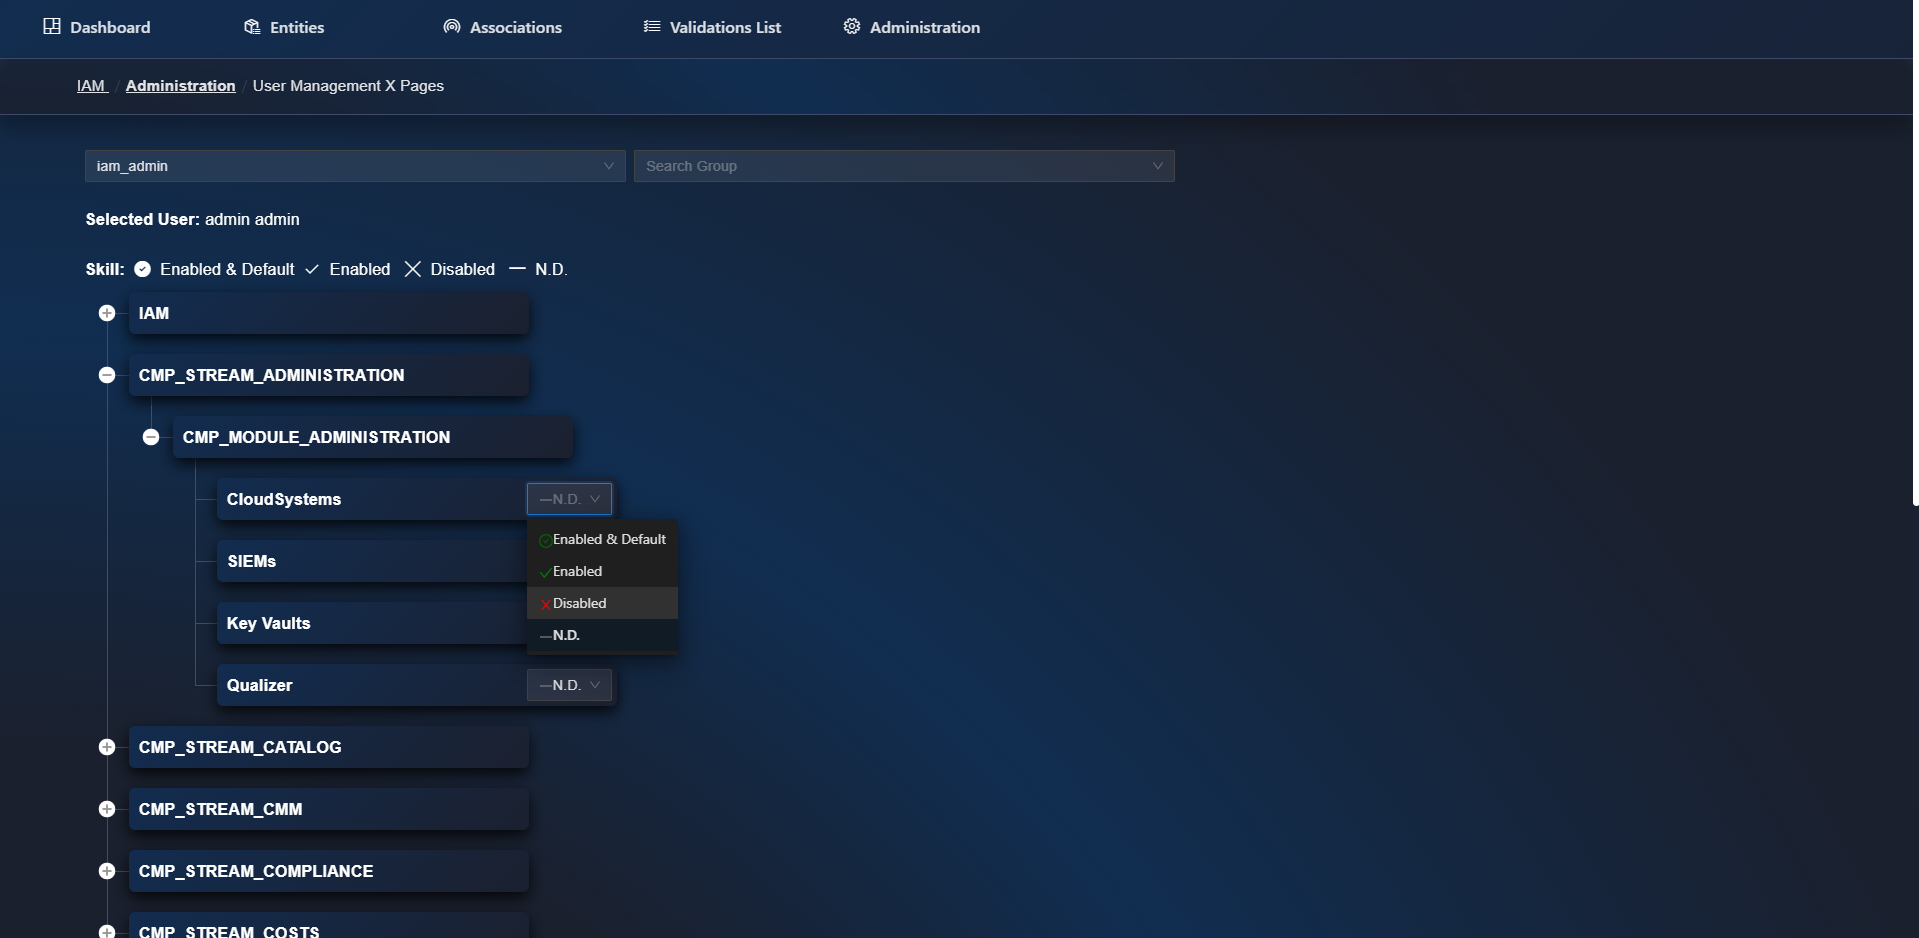 Dashboard Entities Associations Validations List Administration
IAM / Administration / User Management X Pages
iam_admin Search Group
Selected User: admin admin
Skill: Enabled & Default Enabled Disabled N.D.
IAM
CMP_STREAM_ADMINISTRATION
CMP_MODULE_ADMINISTRATION
CloudSystems —N.D.
Enabled & Default
SIEMs
Enabled
Disabled
Key Vaults
—N.D.
Qualizer —N.D.
CMP_STREAM_CATALOG
CMP_STREAM_CMM
CMP_STREAM_COMPLIANCE
CMP_STREAM_COSTS